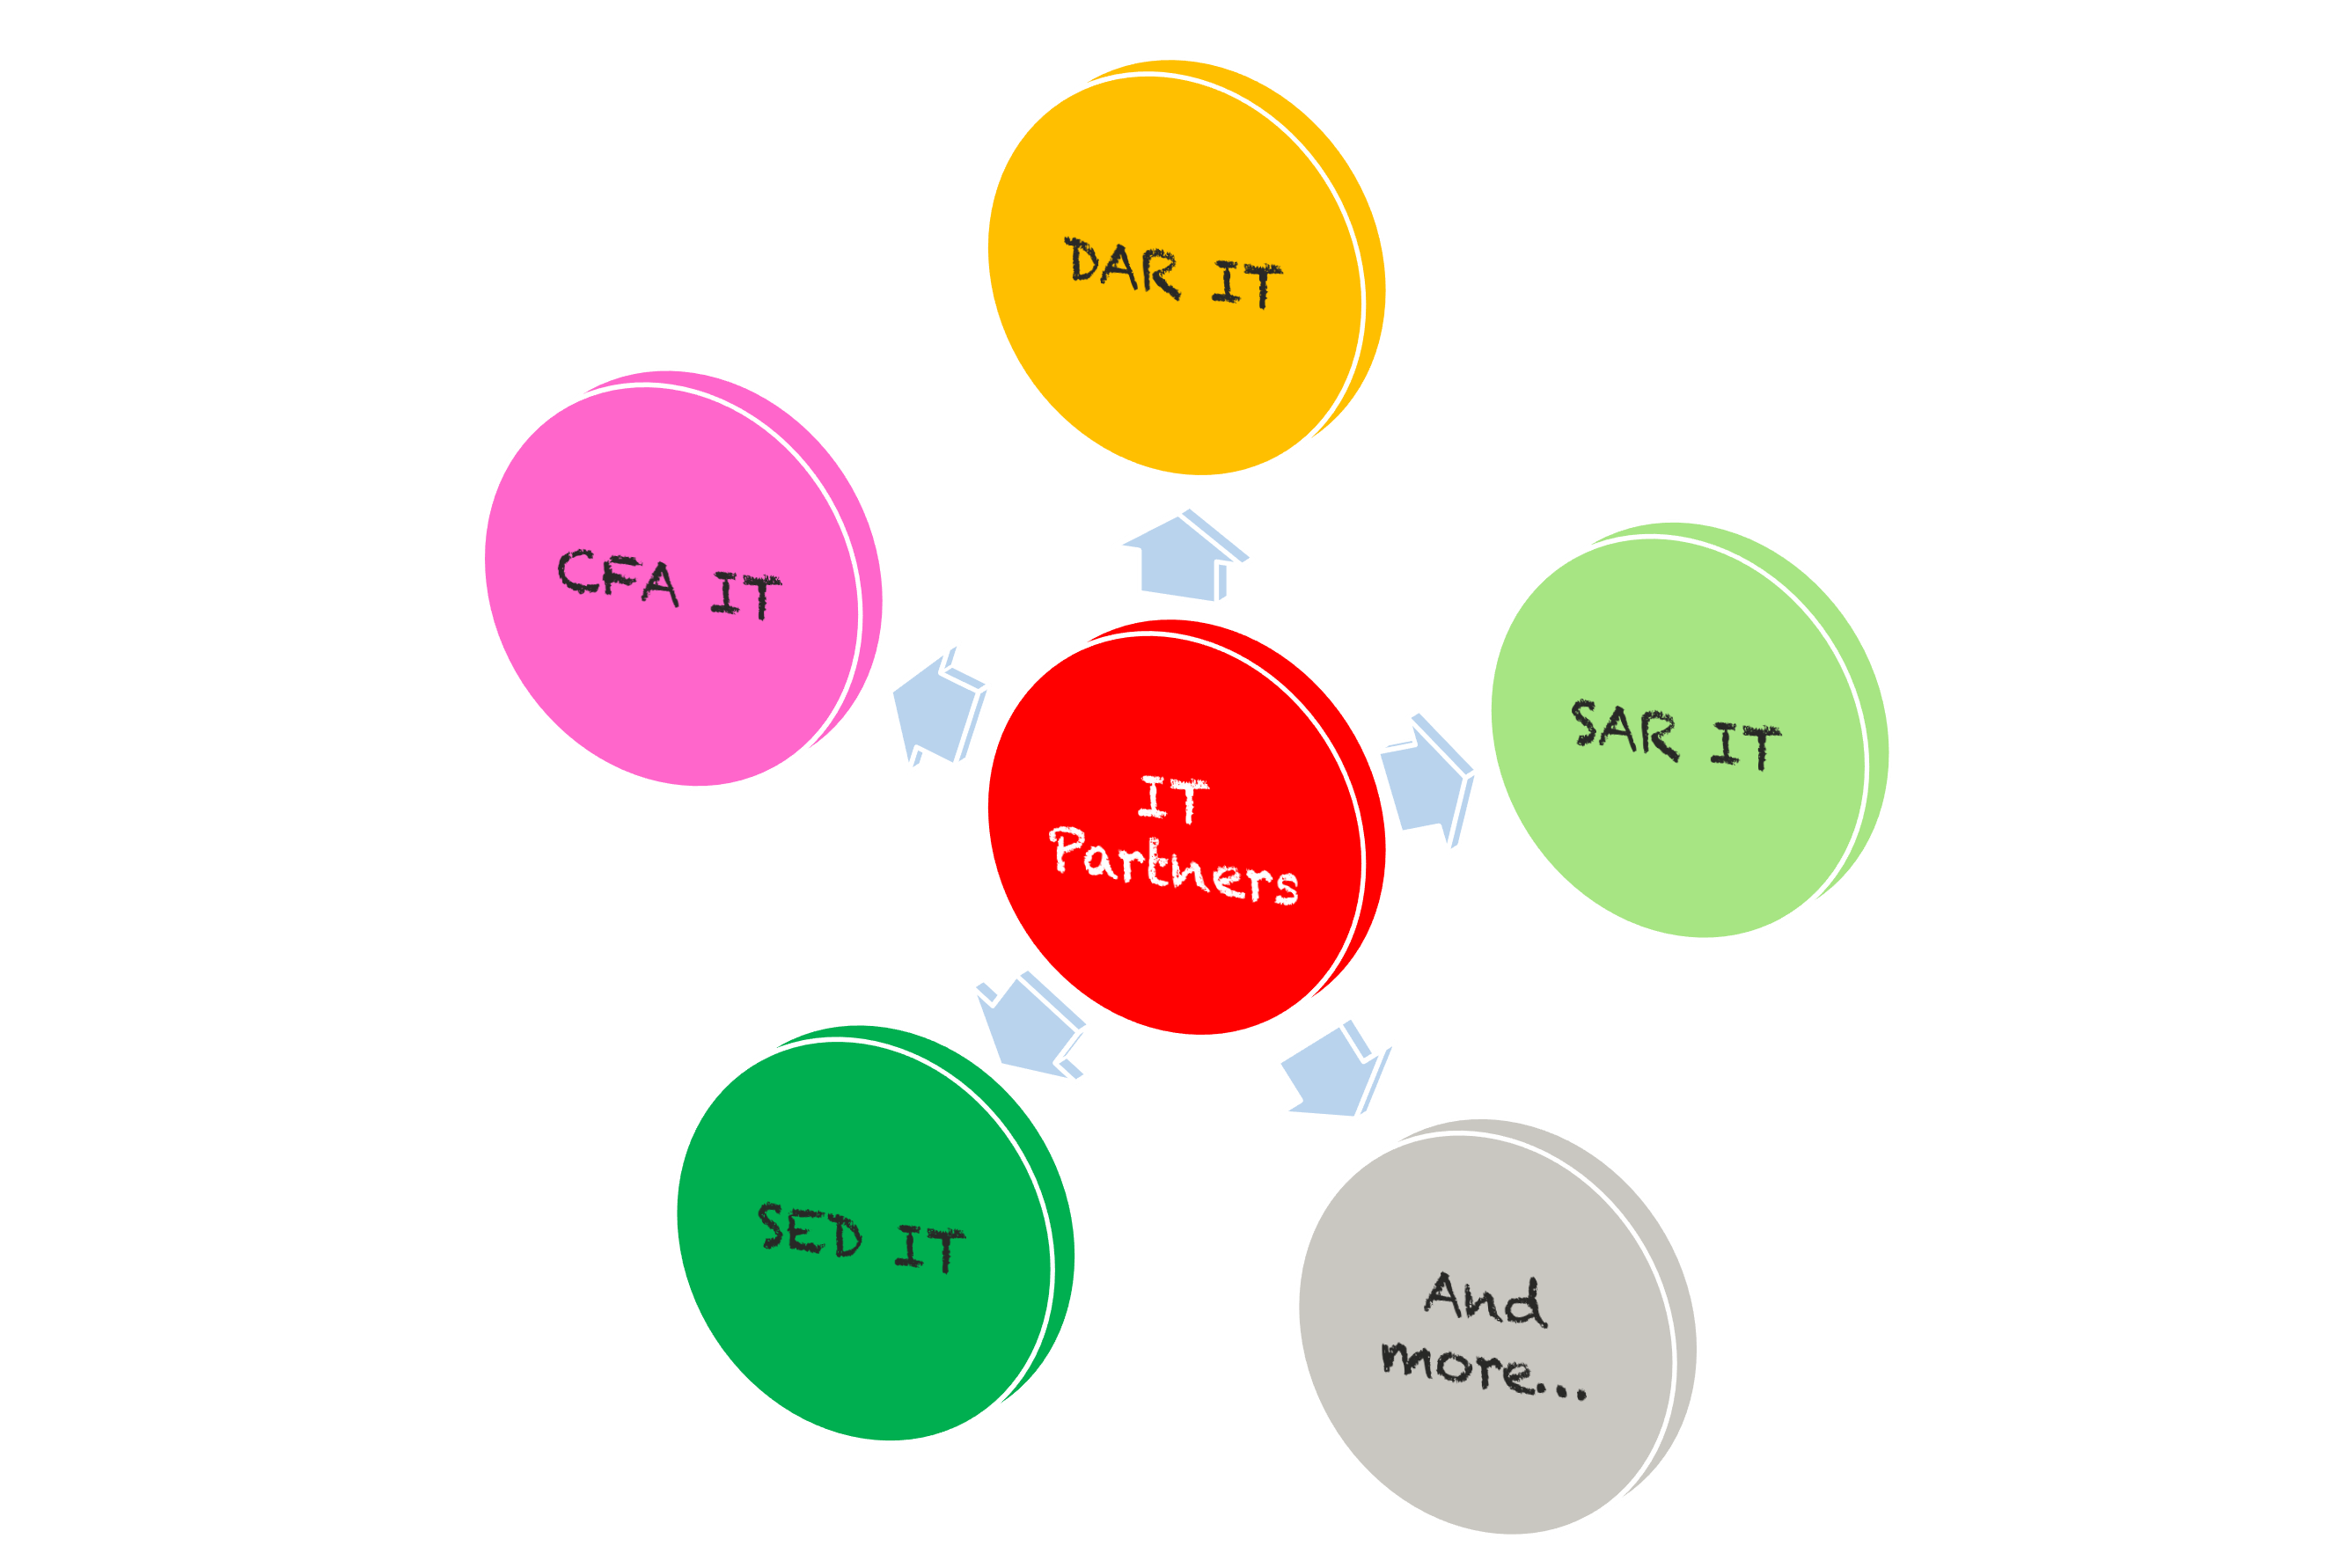 DAR IT
CFA IT
SAR IT
IT
Partners
SED IT
And
more...